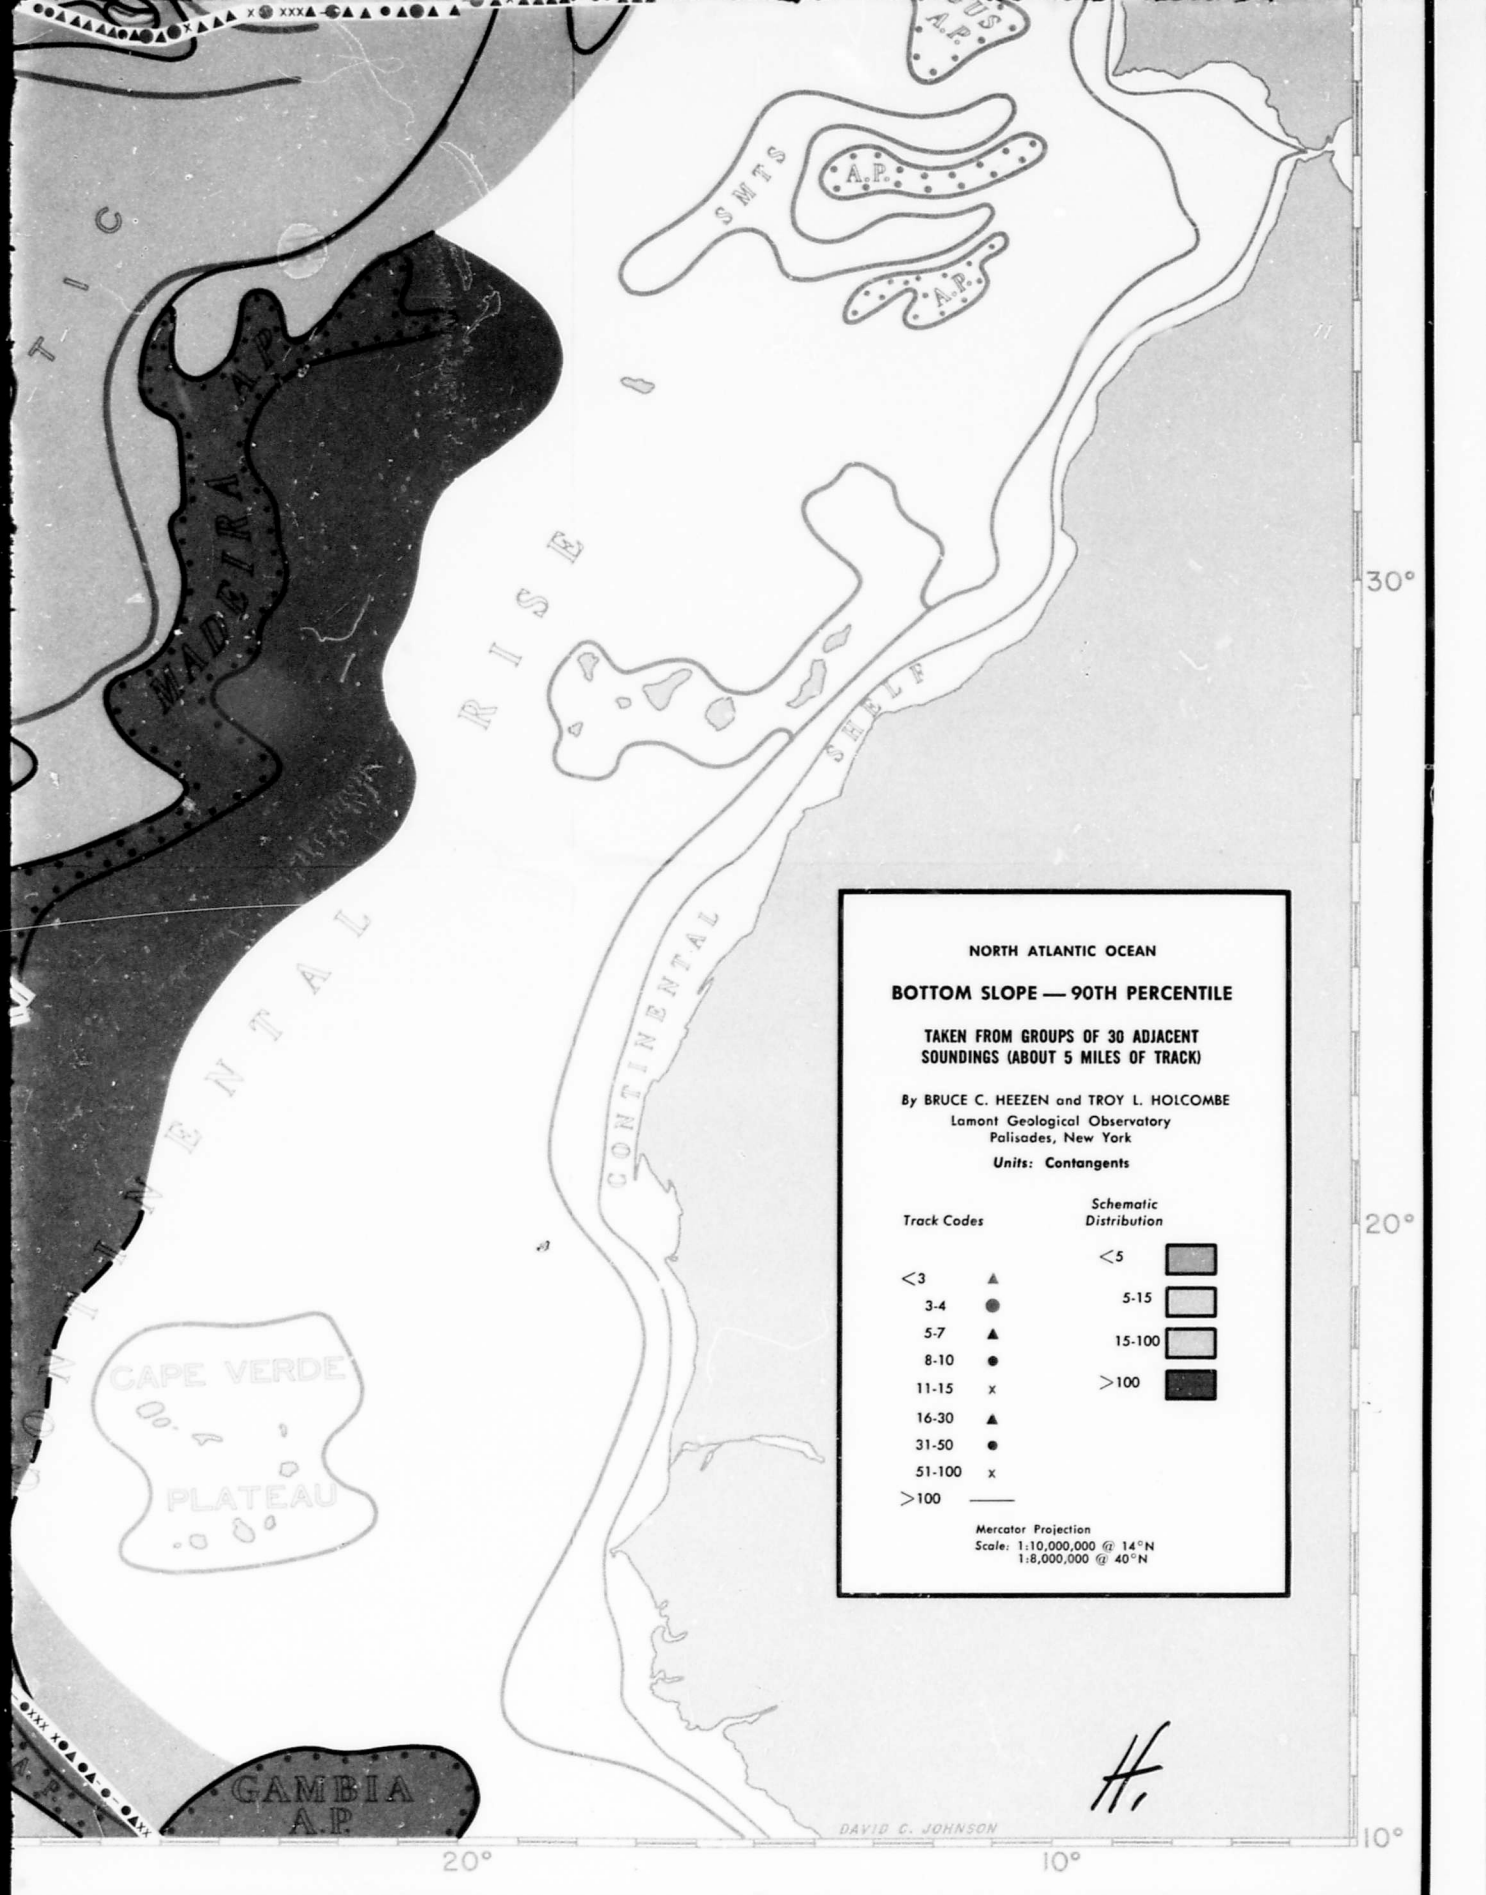 A.P.
S M T S
A.P.
A.P.
T I C
A P
MADEIRA
R I S E
30°
SHELF
CONTINENTAL
CONTINENTAL
NORTH ATLANTIC OCEAN
BOTTOM SLOPE — 90TH PERCENTILE
TAKEN FROM GROUPS OF 30 ADJACENT
SOUNDINGS (ABOUT 5 MILES OF TRACK)
By BRUCE C. HEEZEN and TROY L. HOLCOMBE
Lamont Geological Observatory
Palisades, New York
Units: Contangents
Track Codes
Schematic
Distribution
<3
3-4
5-7
8-10
11-15
16-30
31-50
51-100
>100
<5
5-15
15-100
>100
Mercator Projection
Scale: 1:10,000,000 @ 14°N
1:8,000,000 @ 40°N
20°
CAPE VERDE
PLATEAU
A. P.
GAMBIA
A.P.
H.
DAVID C. JOHNSON
10°
20°
10°